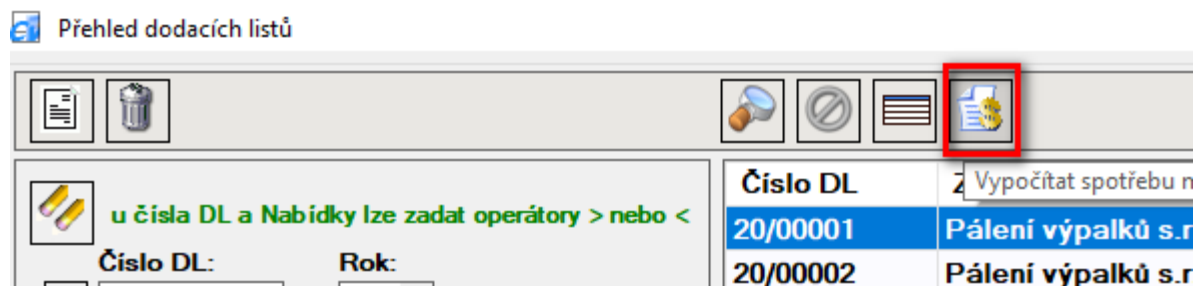 Přehled dodacích listů
Číslo DL
Vypočítat spotřebu
u čísla DL a Nabídky lze zadat operátory > nebo <
20/00001 Pálení výpalků
Číslo DL: Rok:
20/00002 Pálení výpalků